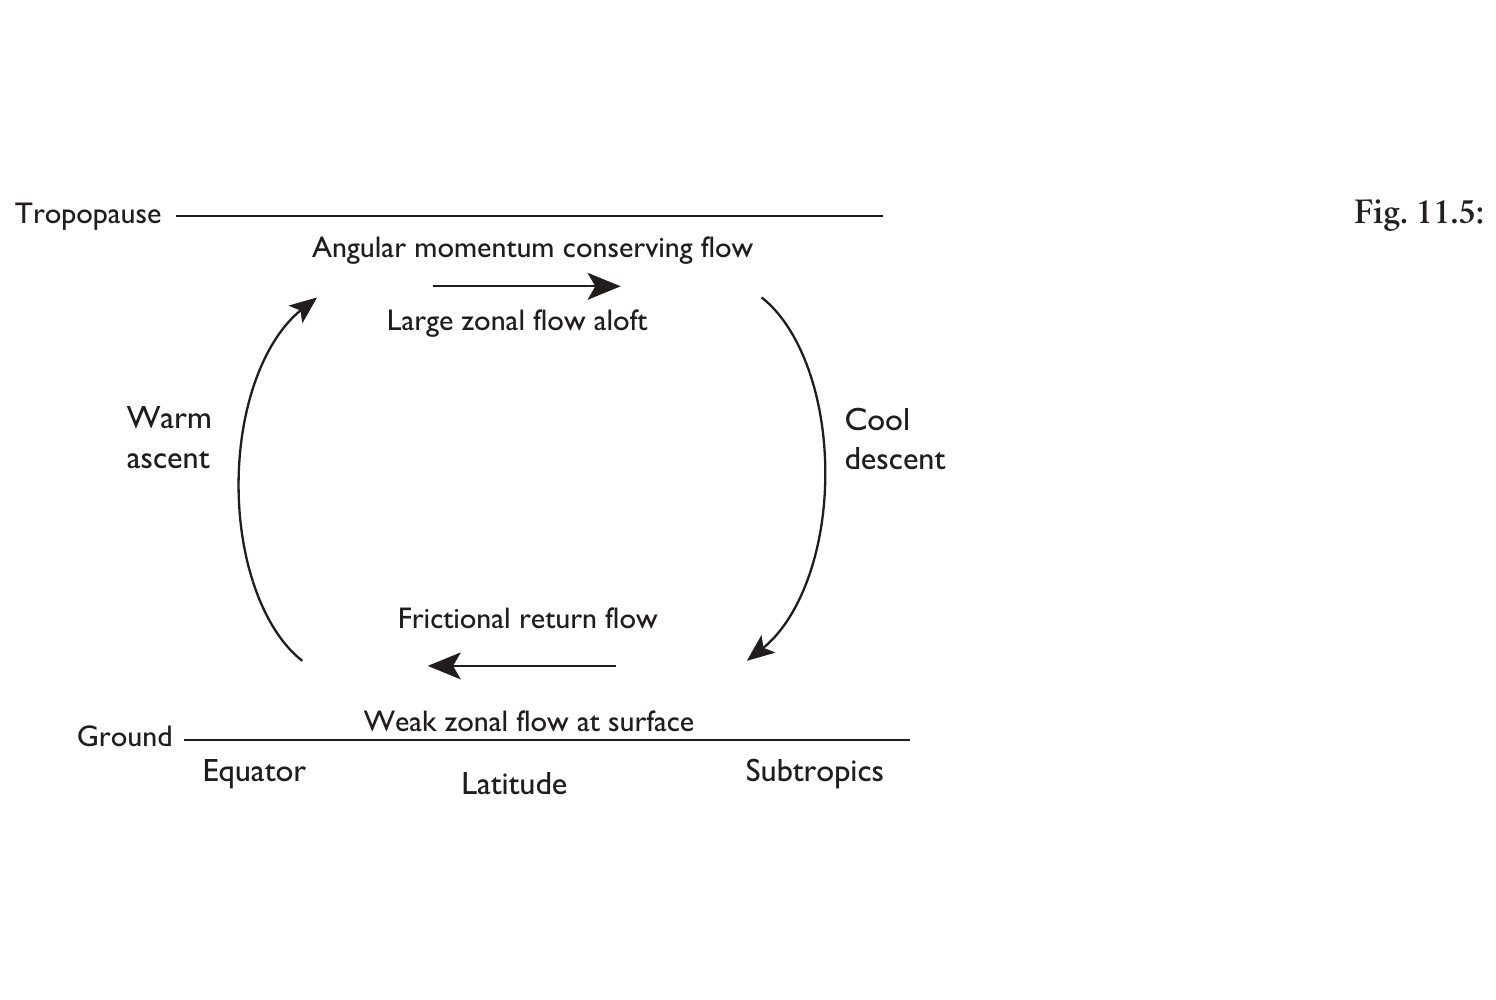 Tropopause
Fig. 11.5:
Angular momentum conserving flow
Large zonal flow aloft
Warm
ascent
Cool
descent
Frictional return flow
Weak zonal flow at surface
Ground
Equator
Latitude
Subtropics